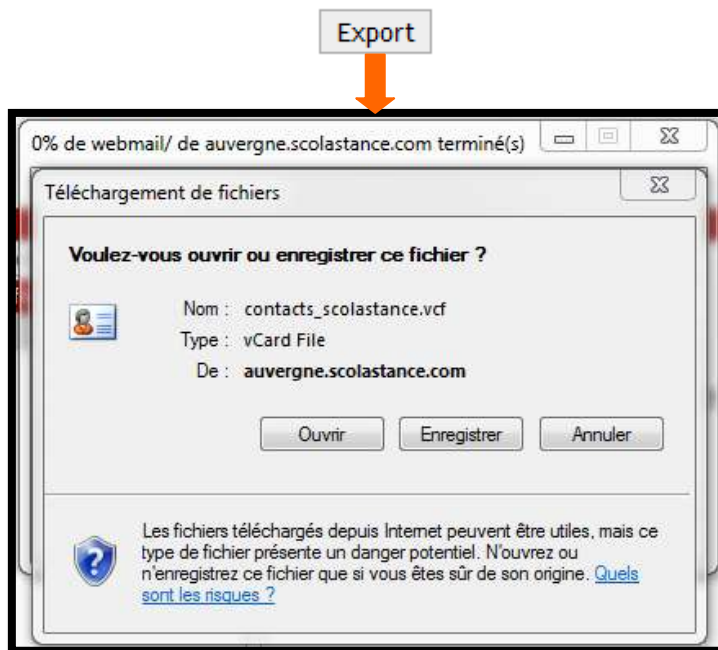 Export
0% de webmail/ de auvergne.scolastance.com terminé(s)
Téléchargement de fichiers
Voulez-vous ouvrir ou enregistrer ce fichier ?
Nom : contacts_scolastance.vcf
Type : vCard File
De : auvergne.scolastance.com
Ouvrir Enregistrer Annuler
Les fichiers téléchargés depuis Internet peuvent être utiles, mais ce
type de fichier présente un danger potentiel. N'ouvrez ou
n'enregistrez ce fichier que si vous êtes sûr de son origine. Quels
sont les risques ?